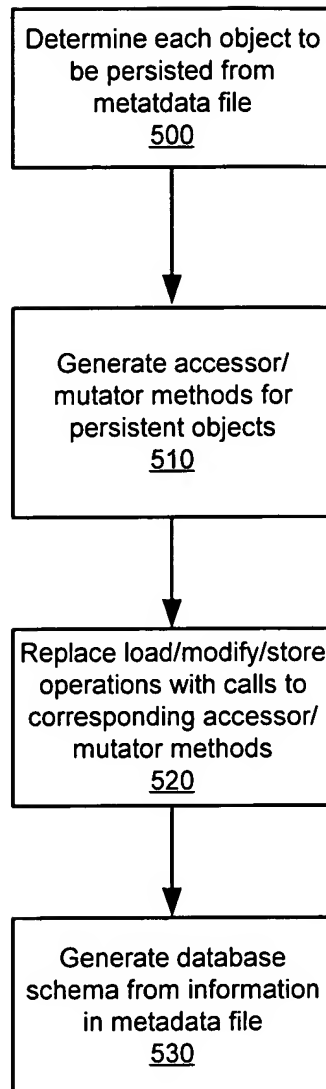 Determine each object to
be persisted from
metatdata file
500
Generate accessor/
mutator methods for
persistent objects
510
Replace load/modify/store
operations with calls to
corresponding accessor/
mutator methods
520
Generate database
schema from information
in metadata file
530